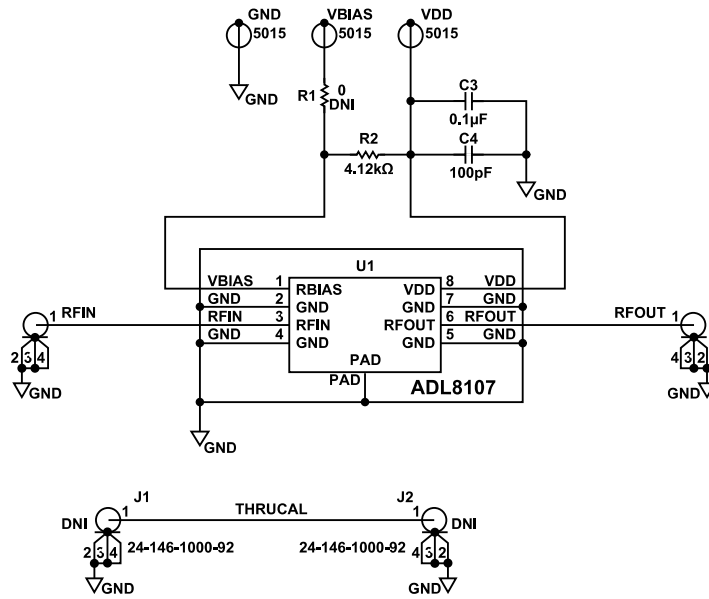 GND VBIAS VDD
5015 5015 5015
GND
R1 0
DNI
C3
0.1µF
R2 C4
4.12kΩ 100pF
GND
U1
VBIAS 1 RBIAS VDD 8 VDD
GND 2 GND GND 7 GND
RFIN 1 RFIN 3 RFIN RFOUT 6 RFOUT RFOUT 1
GND 4 GND GND 5 GND
2 3 4 PAD 4 3 2
PAD
GND ADL8107 GND
GND
J1 J2
1 THRUCAL 1
DNI DNI
2 3 4 24-146-1000-92 24-146-1000-92 4 3 2
GND GND